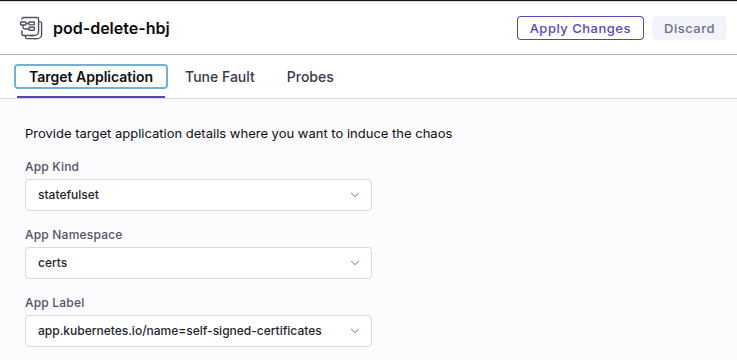 pod-delete-hbj
Apply Changes
Discard
Target Application
Tune Fault
Probes
Provide target application details where you want to induce the chaos
App Kind
statefulset
App Namespace
certs
App Label
app.kubernetes.io/name=self-signed-certificates